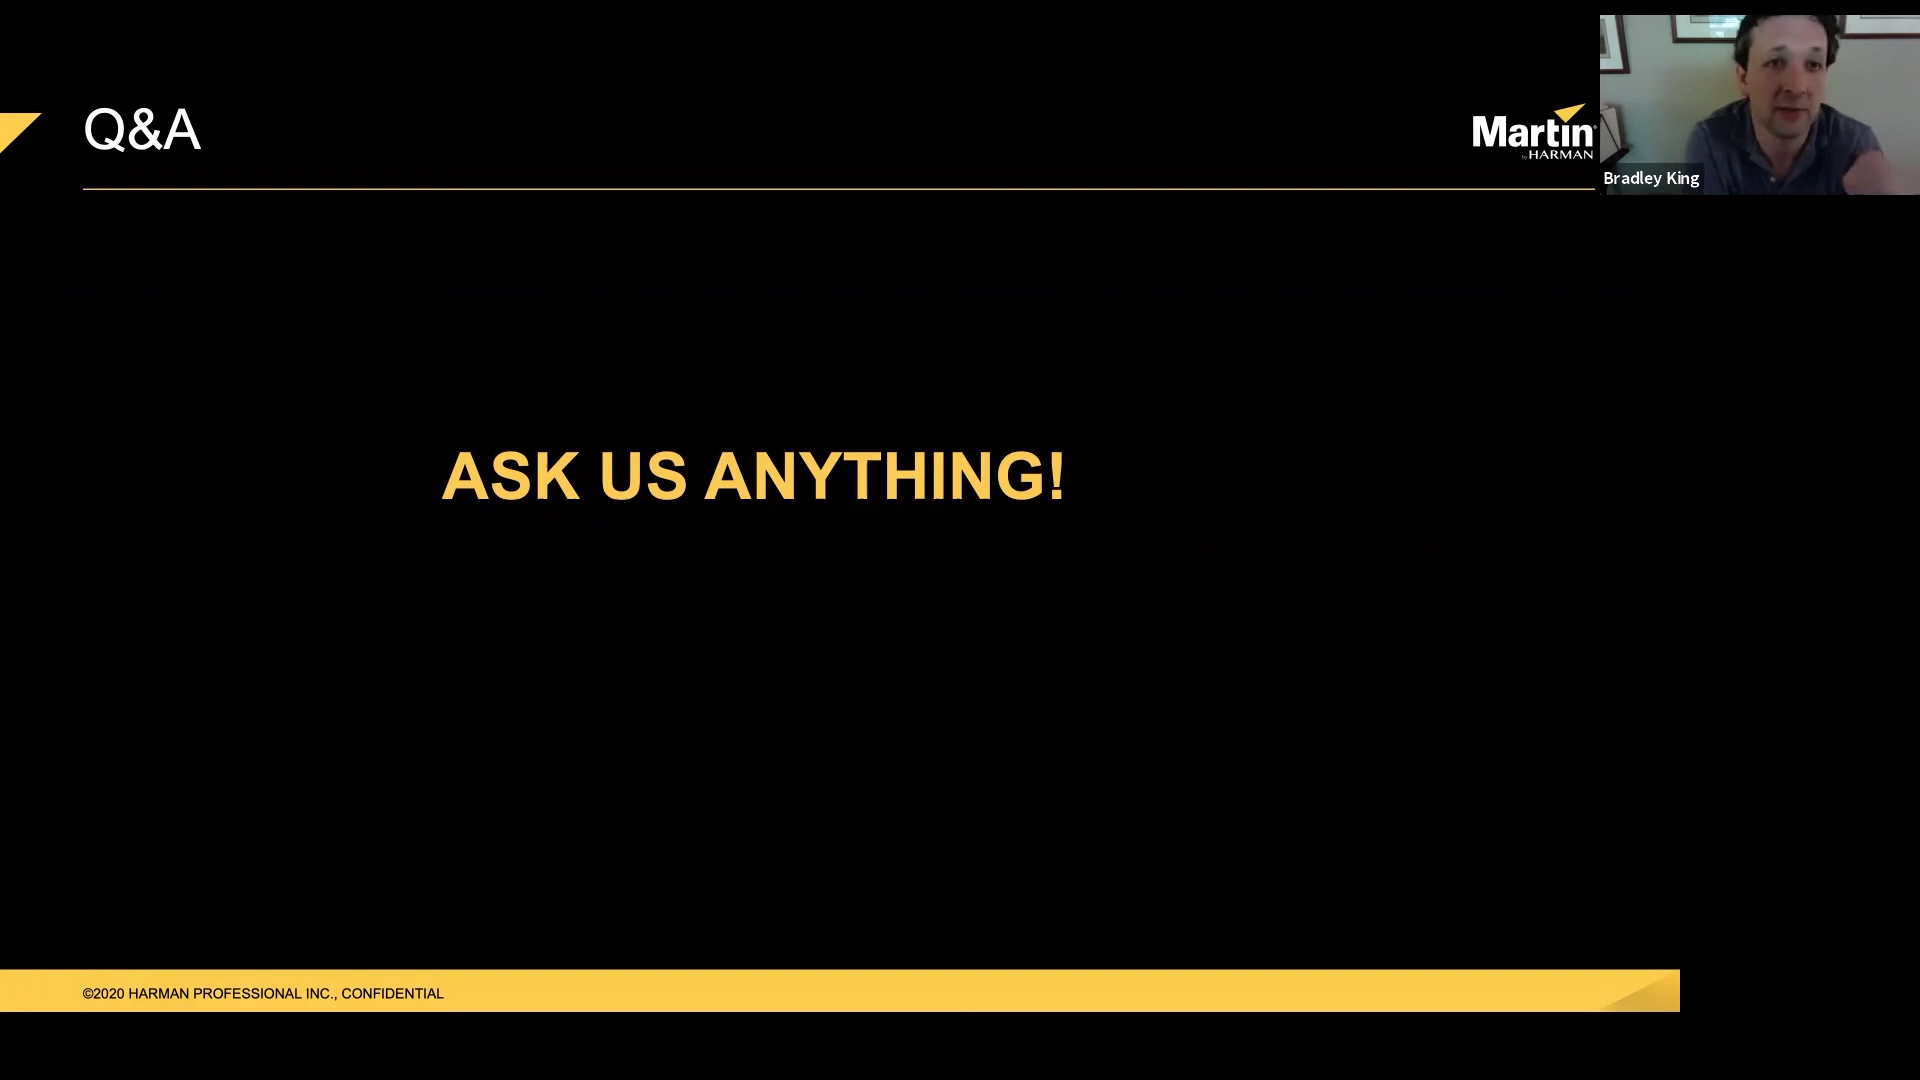 Q&A
Martin
by HARMAN
Bradley King
ASK US ANYTHING!
©2020 HARMAN PROFESSIONAL INC., CONFIDENTIAL